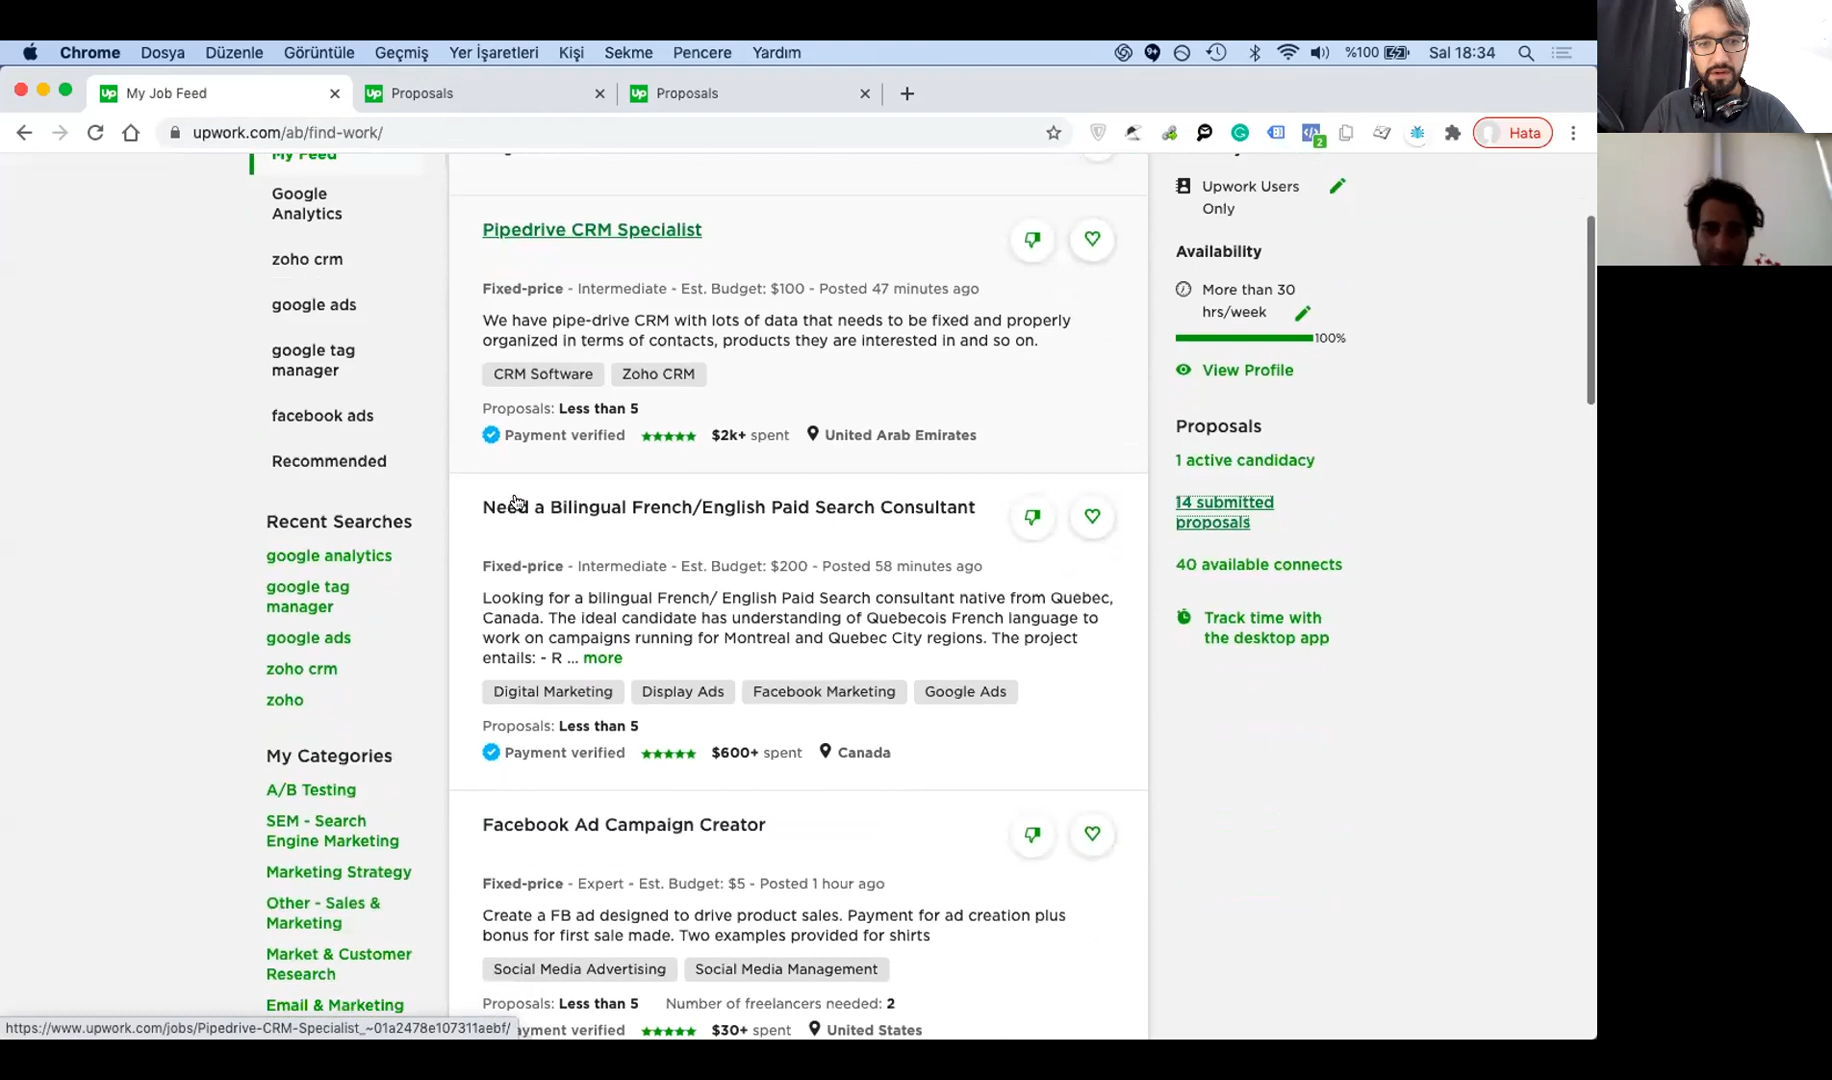 Chrome Dosya Düzenle Görüntüle Geçmiş Yer İşaretleri Kişi Sekme Pencere Yardım
%100 Sal 18:34
My Job Feed
Proposals
Proposals
upwork.com/ab/find-work/
Hata
My Feed
Google
Analytics
zoho crm
google ads
google tag
manager
facebook ads
Recommended
Recent Searches
google analytics
google tag
manager
google ads
zoho crm
zoho
My Categories
A/B Testing
SEM - Search
Engine Marketing
Marketing Strategy
Other - Sales &
Marketing
Market & Customer
Research
Email & Marketing
Pipedrive CRM Specialist
Fixed-price - Intermediate - Est. Budget: $100 - Posted 47 minutes ago
We have pipe-drive CRM with lots of data that needs to be fixed and properly
organized in terms of contacts, products they are interested in and so on.
CRM Software Zoho CRM
Proposals: Less than 5
Payment verified $2k+ spent United Arab Emirates
Need a Bilingual French/English Paid Search Consultant
Fixed-price - Intermediate - Est. Budget: $200 - Posted 58 minutes ago
Looking for a bilingual French/ English Paid Search consultant native from Quebec,
Canada. The ideal candidate has understanding of Quebecois French language to
work on campaigns running for Montreal and Quebec City regions. The project
entails: - R ... more
Digital Marketing Display Ads Facebook Marketing Google Ads
Proposals: Less than 5
Payment verified $600+ spent Canada
Facebook Ad Campaign Creator
Fixed-price - Expert - Est. Budget: $5 - Posted 1 hour ago
Create a FB ad designed to drive product sales. Payment for ad creation plus
bonus for first sale made. Two examples provided for shirts
Social Media Advertising Social Media Management
Proposals: Less than 5 Number of freelancers needed: 2
yment verified $30+ spent United States
Upwork Users
Only
Availability
More than 30
hrs/week
100%
View Profile
Proposals
1 active candidacy
14 submitted
proposals
40 available connects
Track time with
the desktop app
https://www.upwork.com/jobs/Pipedrive-CRM-Specialist_~01a2478e107311aebf/